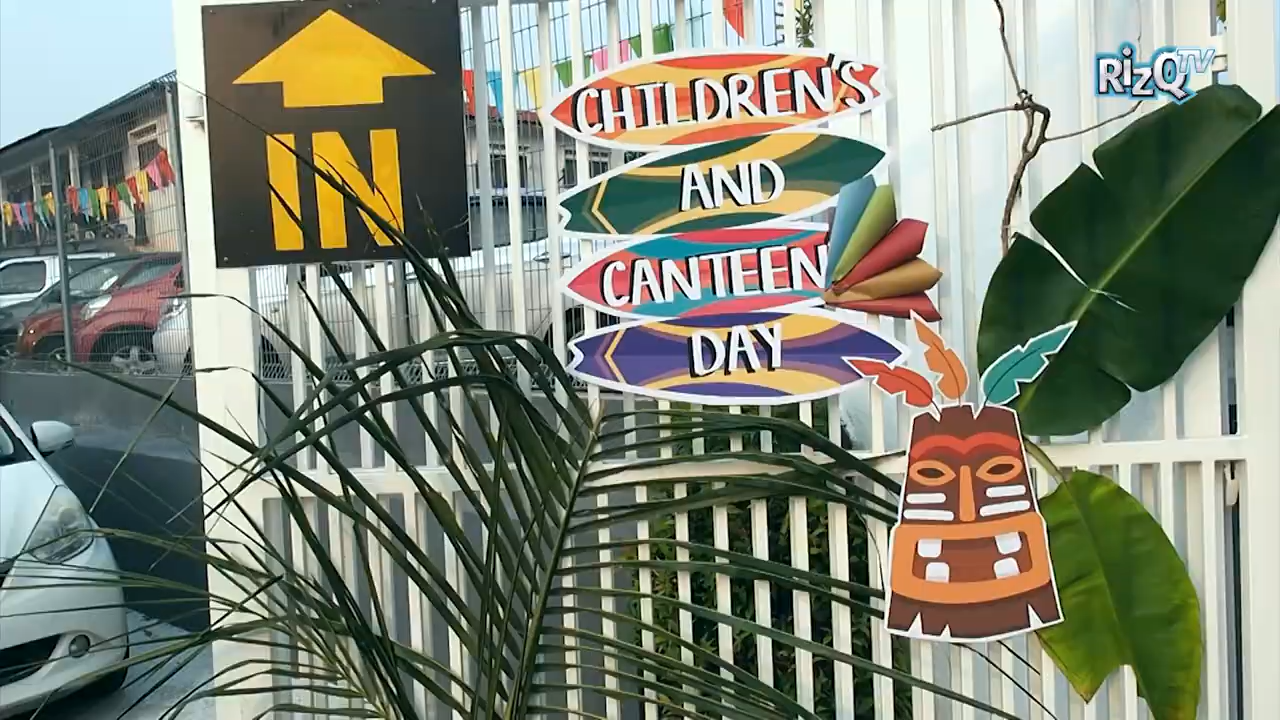 IN
CHILDREN'S
AND
CANTEEN
DAY
RizQ TV